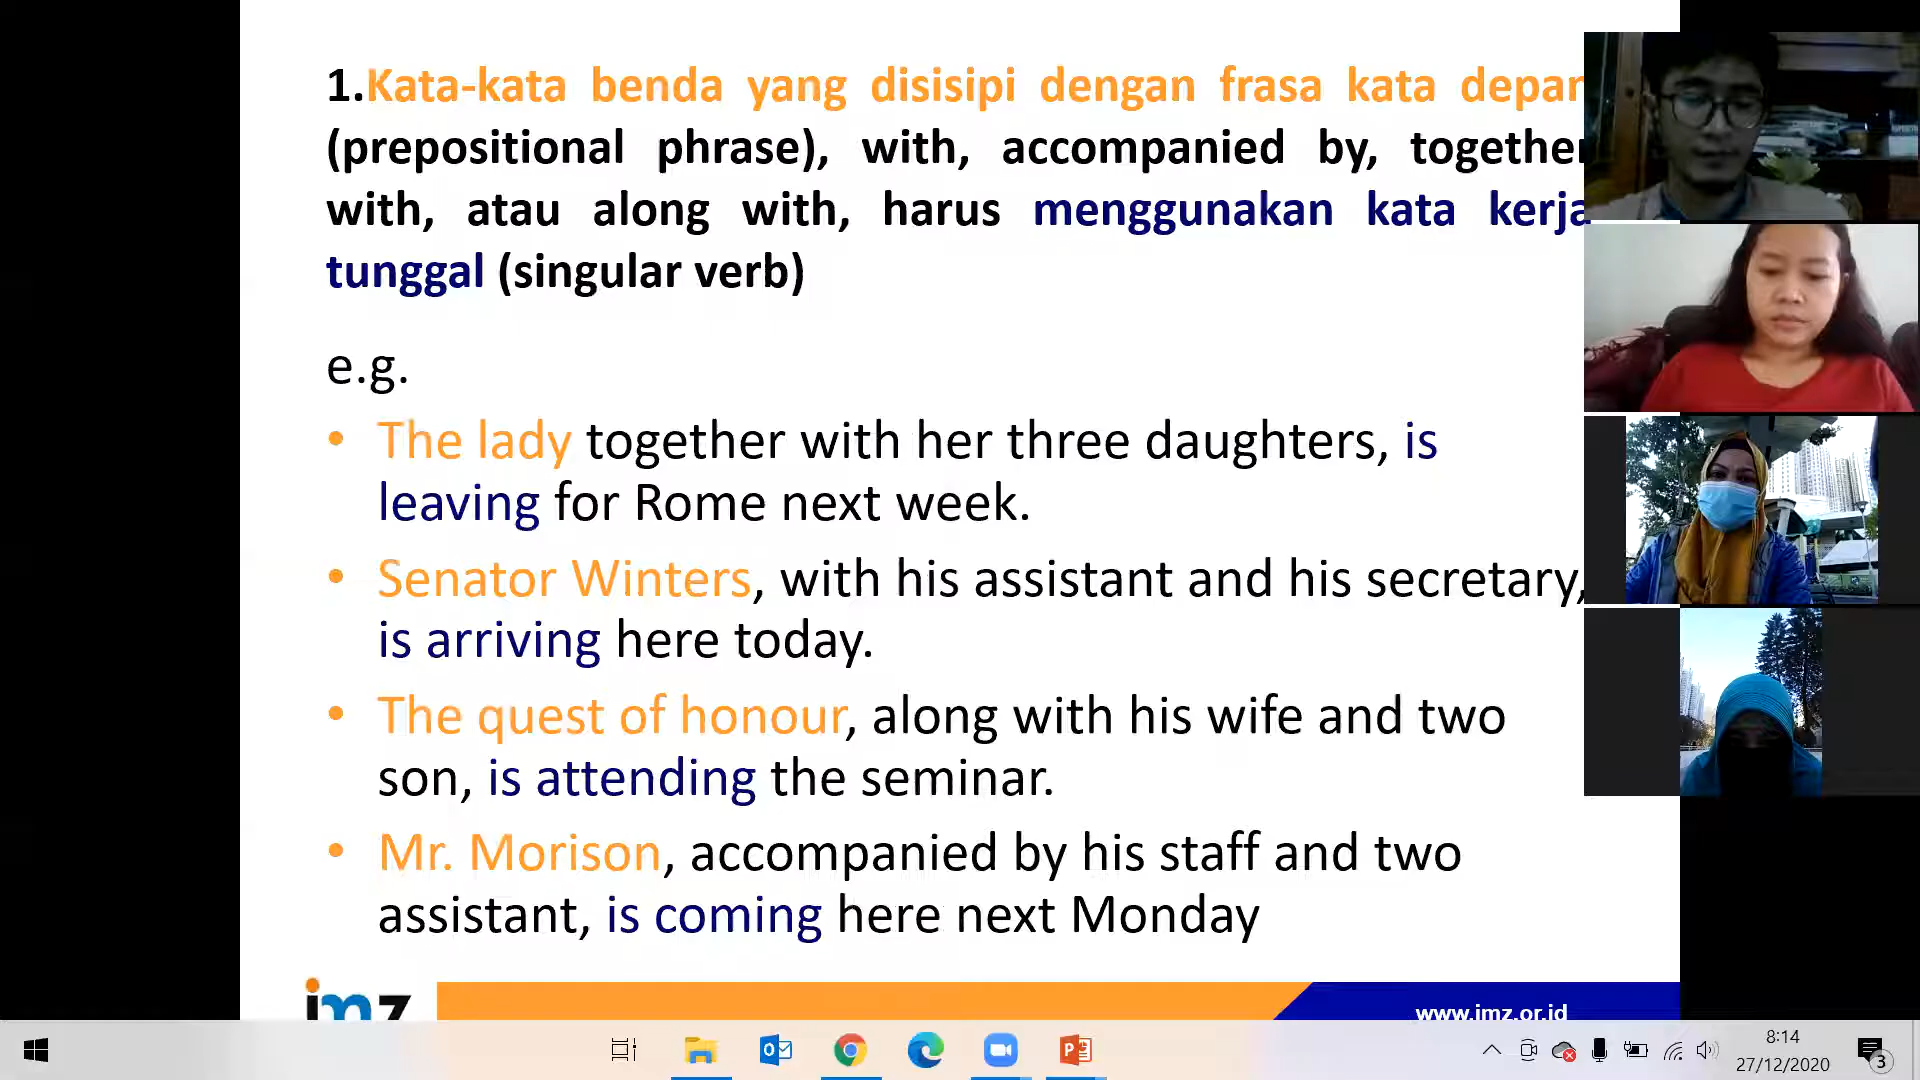 1.Kata-kata benda yang disisipi dengan frasa kata depan
(prepositional phrase), with, accompanied by, together
with, atau along with, harus menggunakan kata kerja
tunggal (singular verb)
e.g.
• The lady together with her three daughters, is
leaving for Rome next week.
• Senator Winters, with his assistant and his secretary,
is arriving here today.
• The quest of honour, along with his wife and two
son, is attending the seminar.
• Mr. Morison, accompanied by his staff and two
assistant, is coming here next Monday
imz
www.imz.or.id
8:14
27/12/2020
3